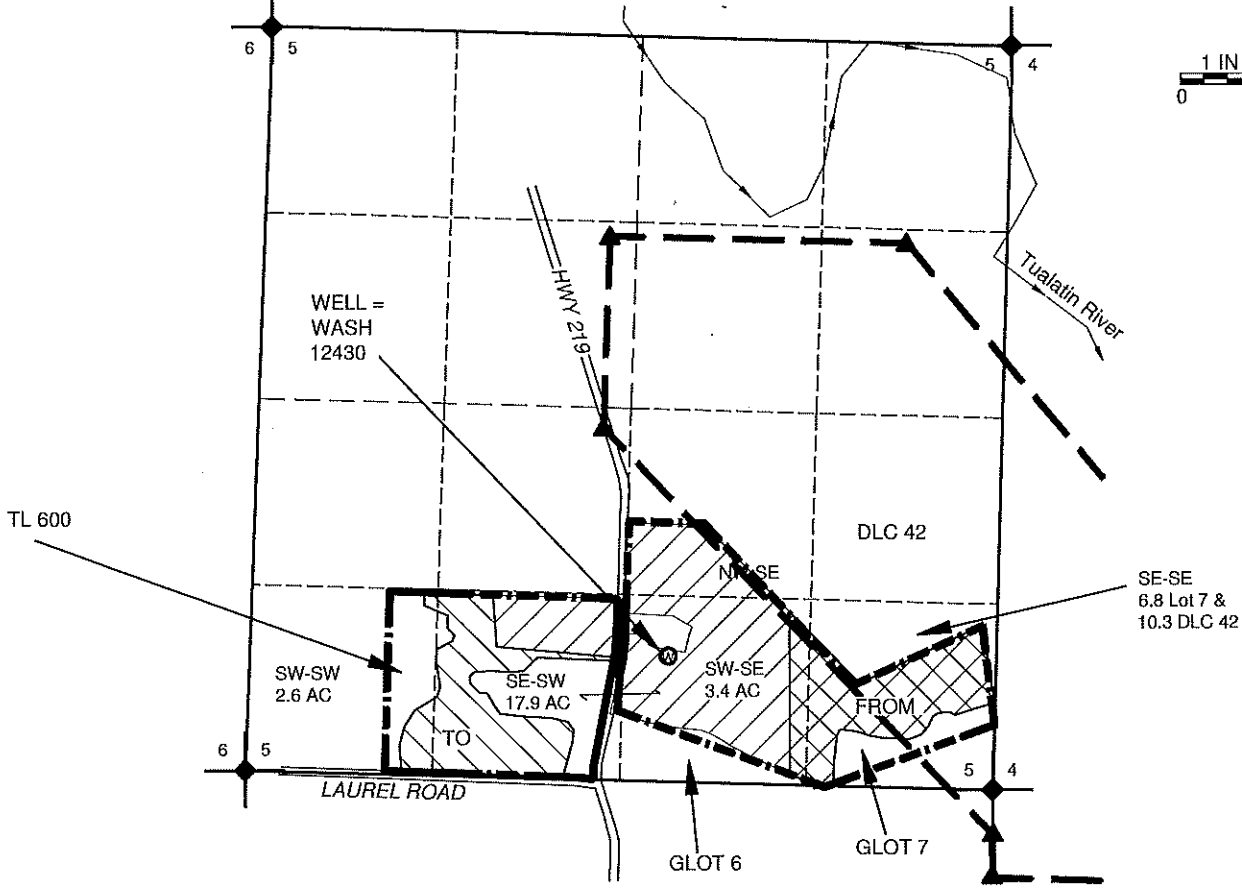 6 5
5 4
1 IN
0
Tualatin River
HWY 219
WELL =
WASH
12430
TL 600
DLC 42
SE-SE
6.8 Lot 7 &
10.3 DLC 42
SW-SW
2.6 AC
SE-SW
17.9 AC
W
SW-SE
3.4 AC
FROM
TO
6 5
5 4
LAUREL ROAD
GLOT 6
GLOT 7